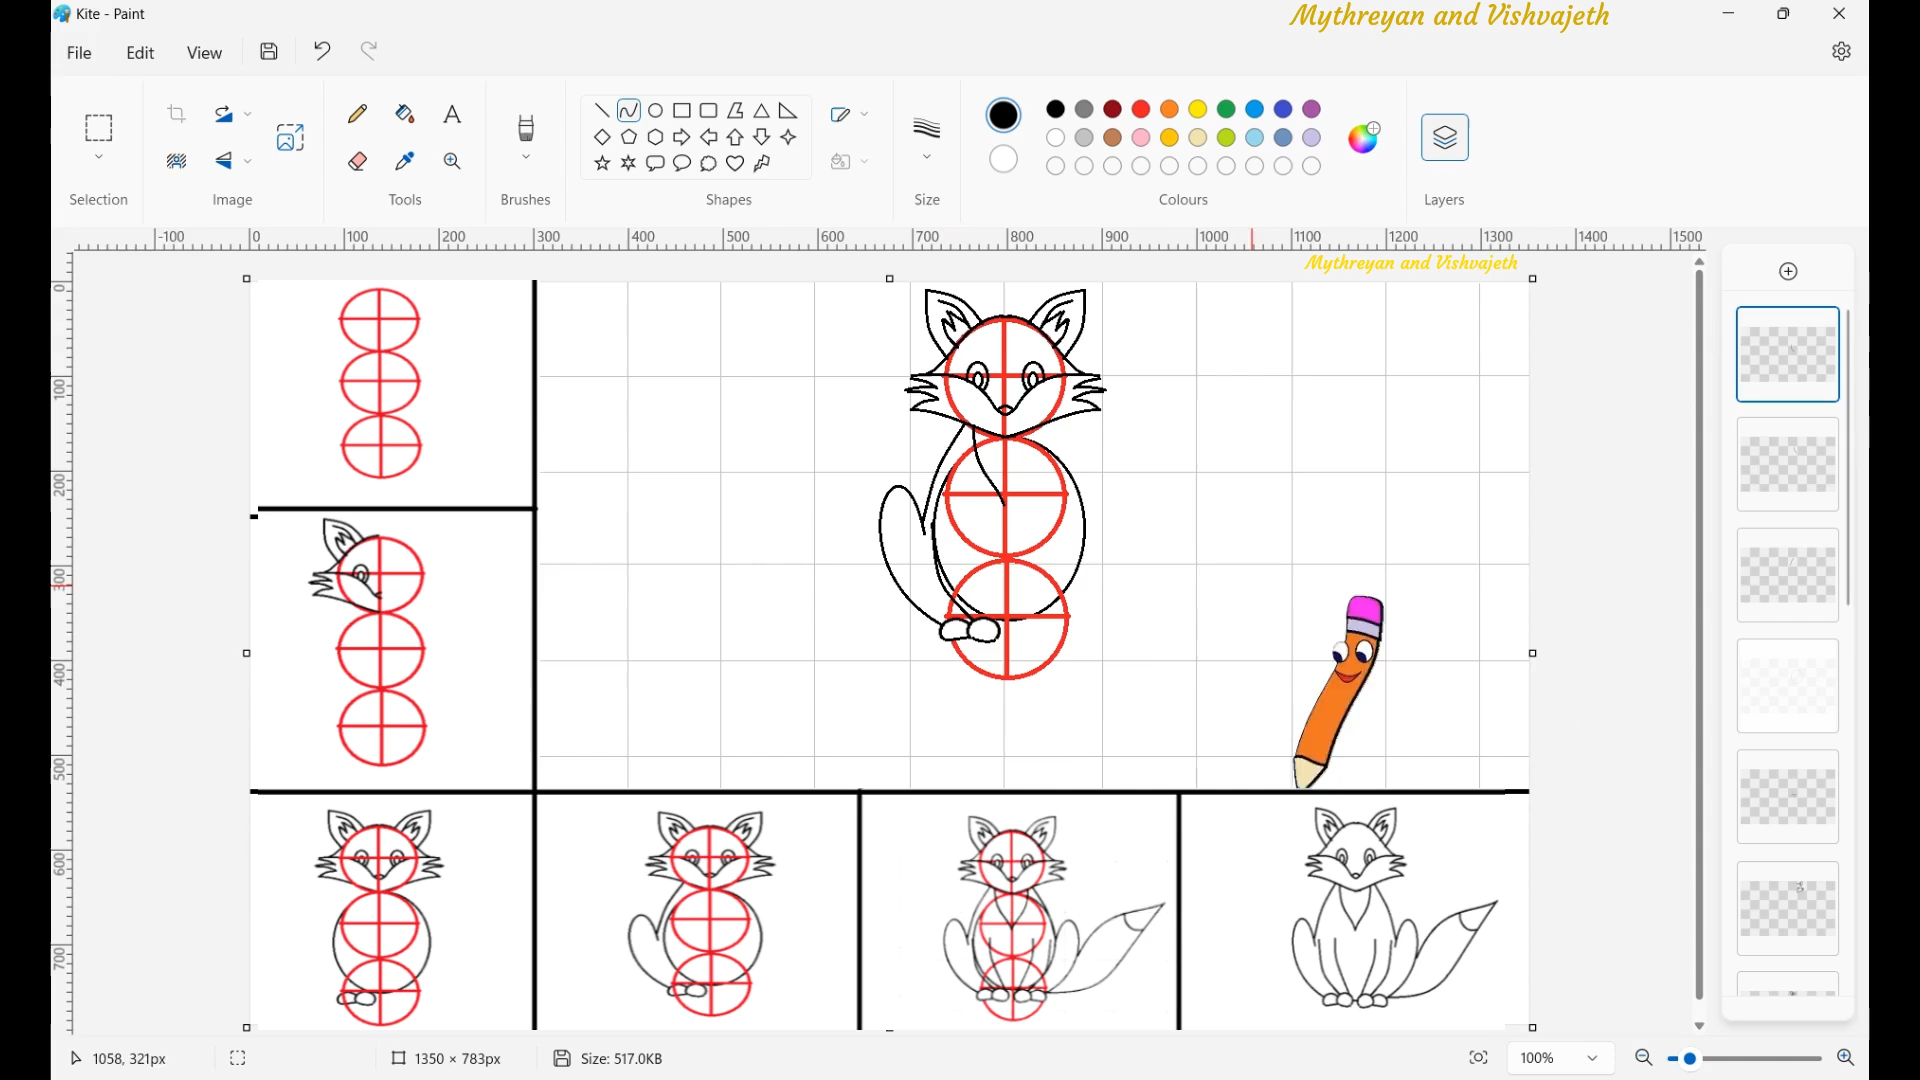 Kite - Paint
Mythreyan and Vishvajeth
File Edit View
Selection Image Tools Brushes Shapes Size Colours Layers
-100 0 100 200 300 400 500 600 700 800 900 1000 1100 1200 1300 1400 1500
Mythreyan and Vishvajeth
0
100
200
300
400
500
600
700
1058, 321px 1350 × 783px Size: 517.0KB 100%